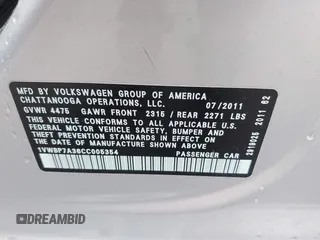 MFD BY VOLKSWAGEN GROUP OF AMERICA
CHATTANOOGA OPERATIONS, LLC. 07/2011
GVWR 4475 GAWR FRONT 2315 / REAR 2271 LBS
THIS VEHICLE CONFORMS TO ALL APPLICABLE U.S.
FEDERAL MOTOR VEHICLE SAFETY, BUMPER AND
THEFT PREVENTION STANDARDS IN EFFECT ON
THE DATE OF MANUFACTURE SHOWN ABOVE.
1VWBP7A36CC005354 PASSENGER CAR
2919025 2011 62